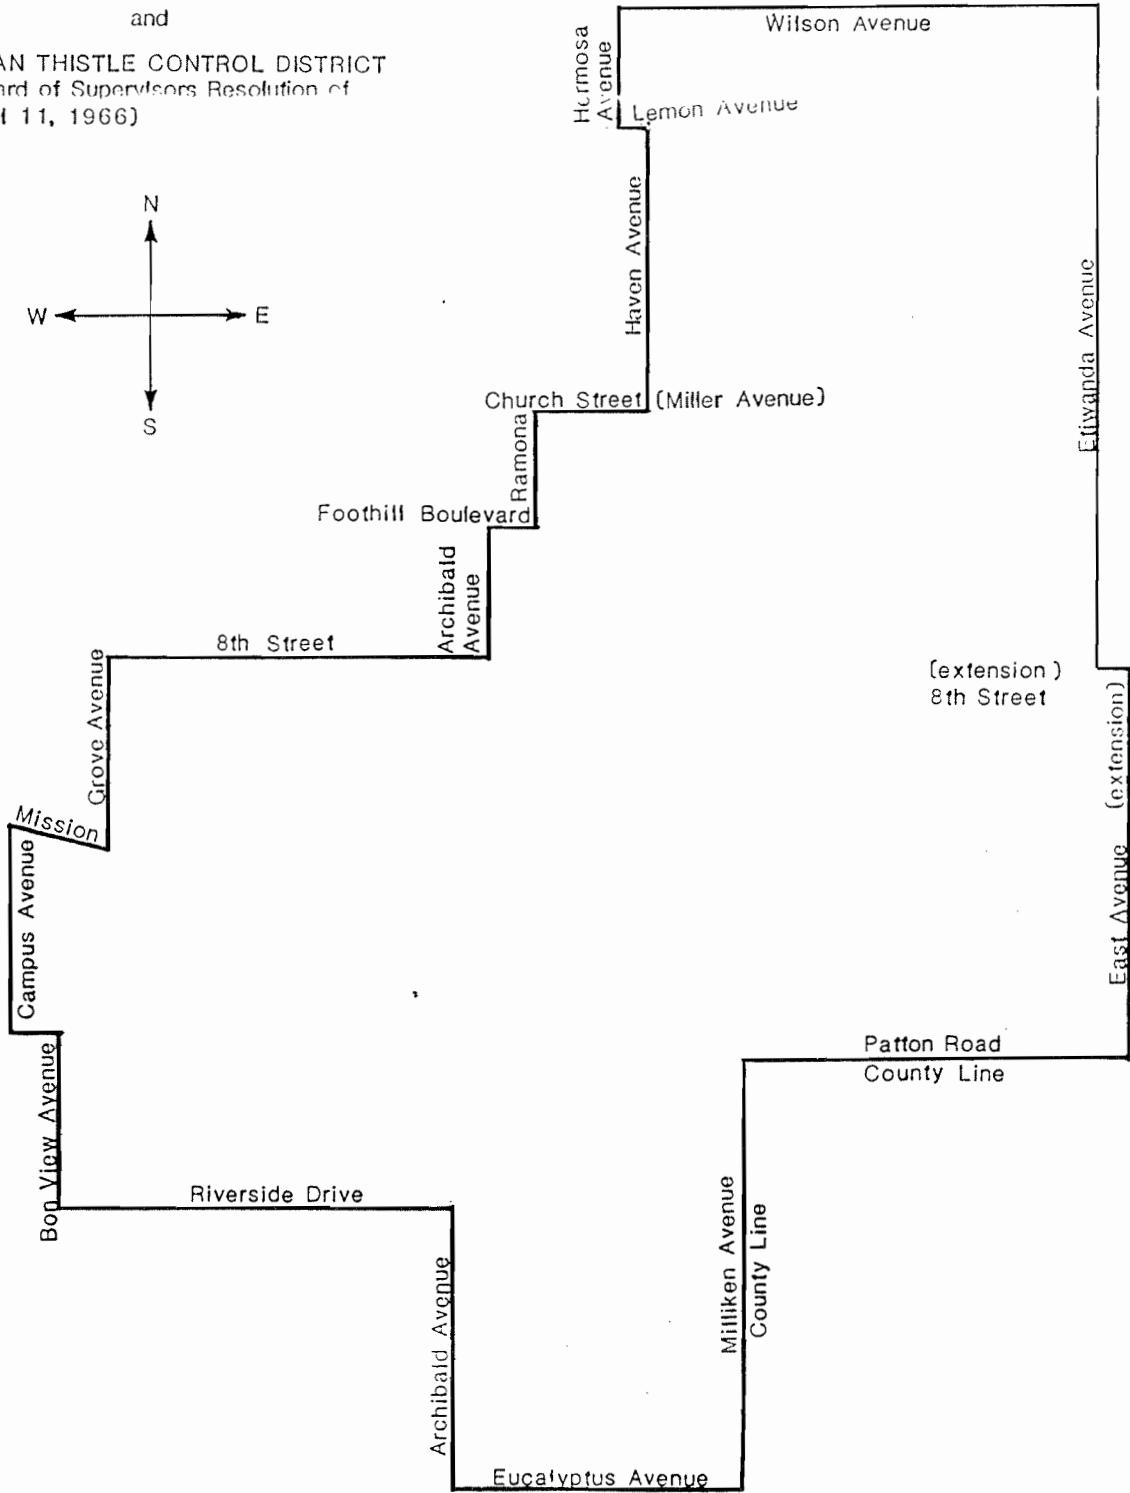 and
AN THISTLE CONTROL DISTRICT
ard of Supervisors Resolution of
11, 1966)
Wilson Avenue
Hermosa
Avenue
Lemon Avenue
N
W
E
S
Haven Avenue
Etiwanda Avenue
Church Street (Miller Avenue)
Ramona
Foothill Boulevard
Archibald
Avenue
8th Street
Grove Avenue
(extension)
8th Street
East Avenue (extension)
Mission
Campus Avenue
Bon View Avenue
Patton Road
County Line
Riverside Drive
Milliken Avenue
County Line
Archibald Avenue
Eucalyptus Avenue